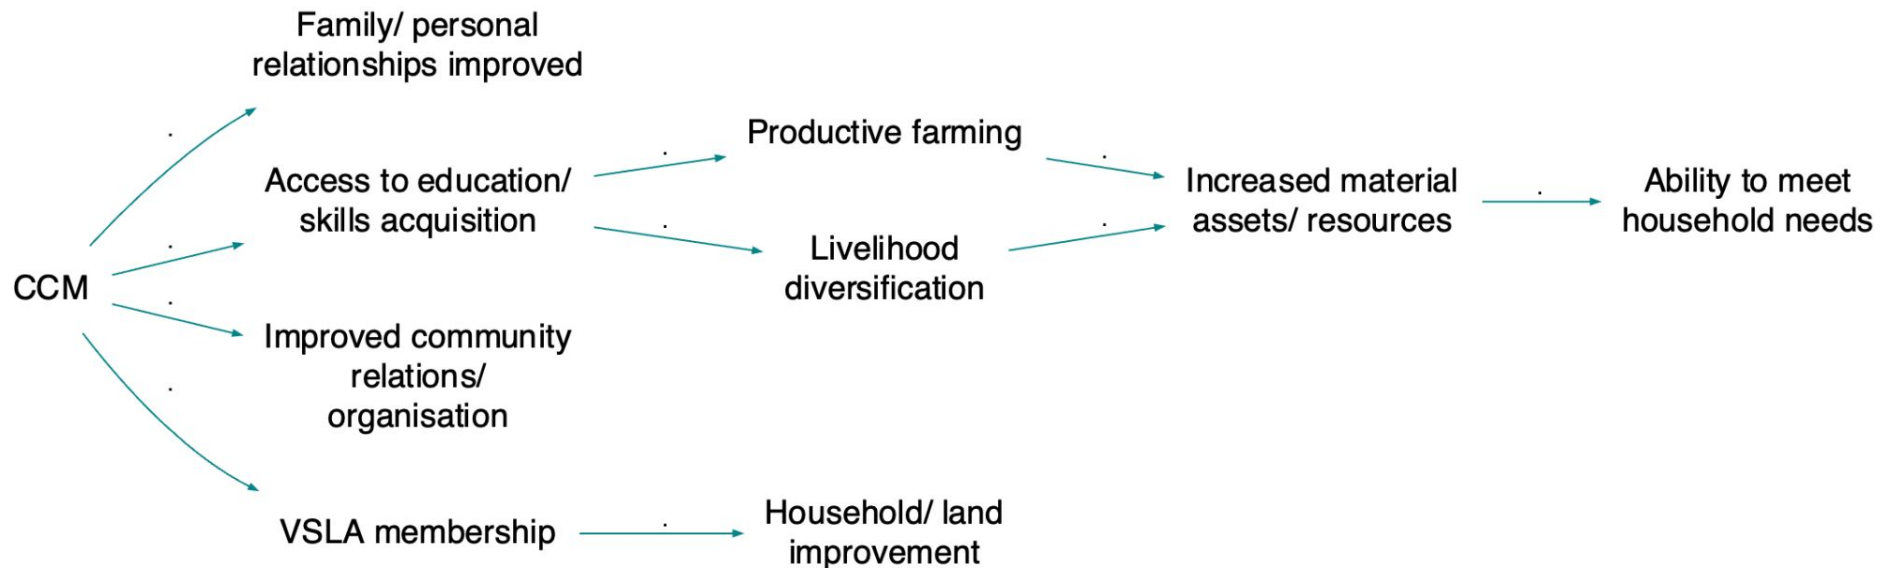 Family/ personal
relationships improved
Productive farming
Access to education/
skills acquisition
Increased material
assets/ resources
Ability to meet
household needs
Livelihood
diversification
CCM
Improved community
relations/
organisation
VSLA membership
Household/ land
improvement